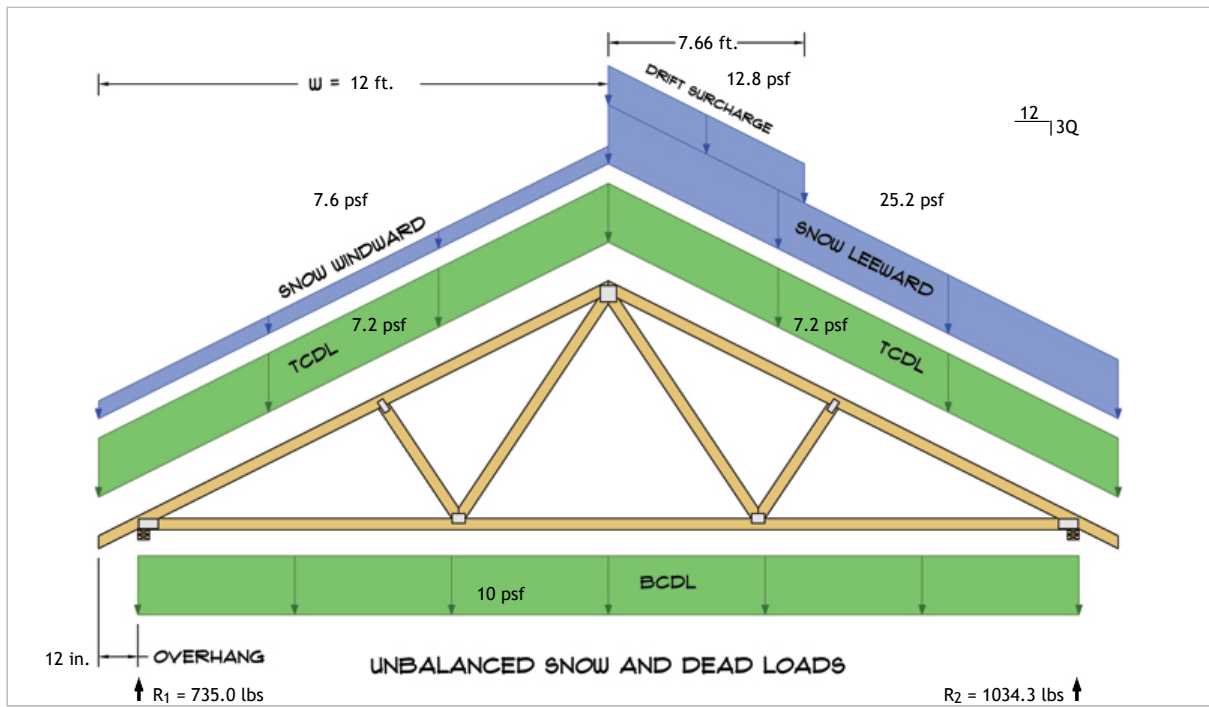 7.66 ft.
W = 12 ft.
DRIFT SURCHARGE
12.8 psf
12
3Q
7.6 psf
25.2 psf
SNOW WINDWARD
SNOW LEEWARD
7.2 psf
7.2 psf
TCDL
TCDL
10 psf
BCDL
12 in.
OVERHANG
UNBALANCED SNOW AND DEAD LOADS
R1 = 735.0 lbs
R2 = 1034.3 lbs